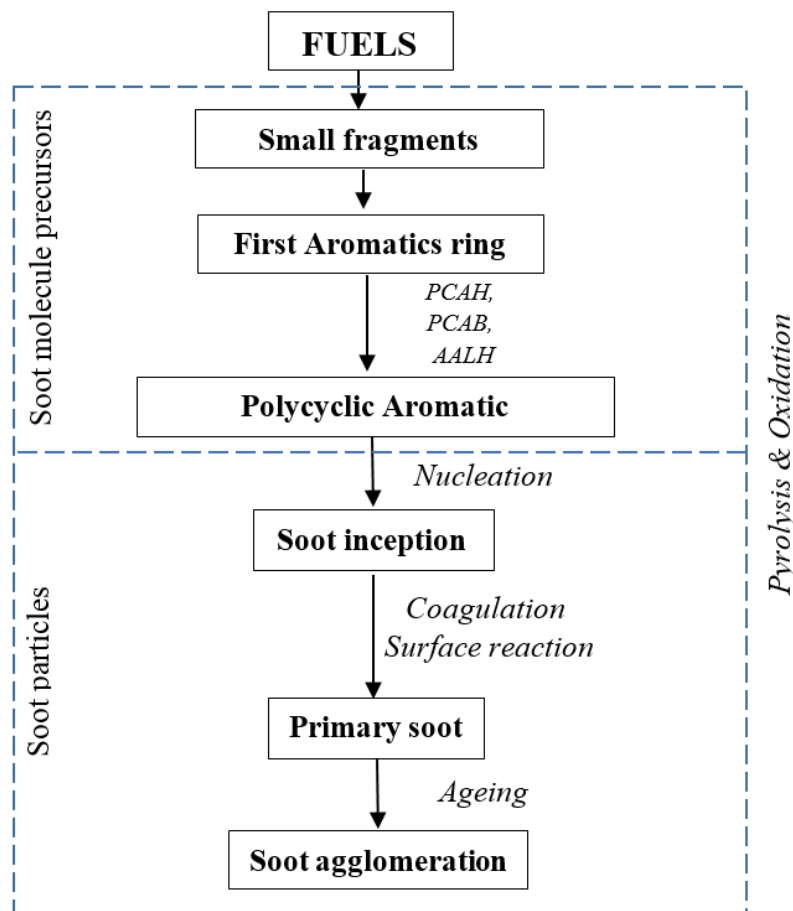 FUELS
Soot molecule precursors
Small fragments
First Aromatics ring
PCAH,
PCAB,
AALH
Polycyclic Aromatic
Pyrolysis & Oxidation
Nucleation
Soot inception
Soot particles
Coagulation
Surface reaction
Primary soot
Ageing
Soot agglomeration